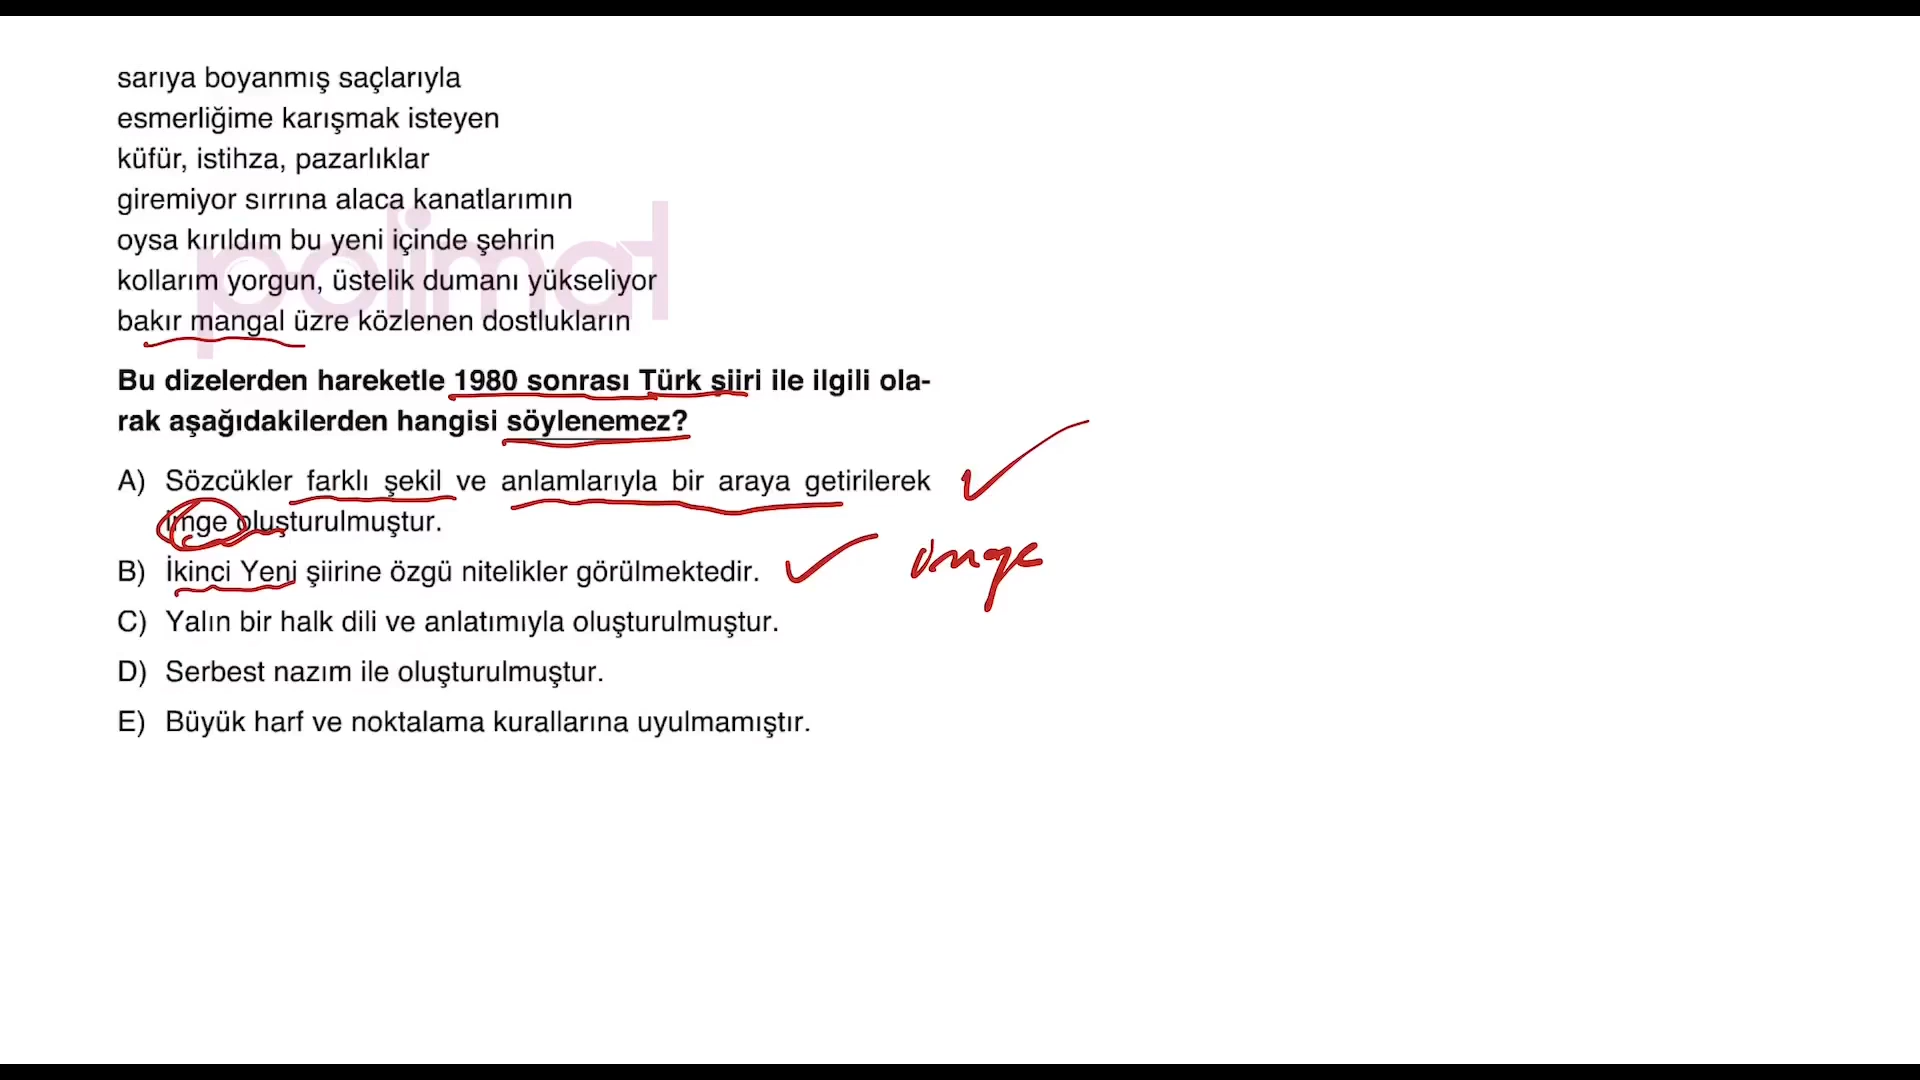 sarıya boyanmış saçlarıyla
esmerliğime karışmak isteyen
küfür, istihza, pazarlıklar
giremiyor sırrına alaca kanatlarımın
oysa kırıldım bu yeni içinde şehrin
kollarım yorgun, üstelik dumanı yükseliyor
bakır mangal üzre közlenen dostlukların
polimat
Bu dizelerden hareketle 1980 sonrası Türk şiiri ile ilgili ola-
rak aşağıdakilerden hangisi söylenemez?
A) Sözcükler farklı şekil ve anlamlarıyla bir araya getirilerek
imge oluşturulmuştur.
B) İkinci Yeni şiirine özgü nitelikler görülmektedir.
imge
C) Yalın bir halk dili ve anlatımıyla oluşturulmuştur.
D) Serbest nazım ile oluşturulmuştur.
E) Büyük harf ve noktalama kurallarına uyulmamıştır.